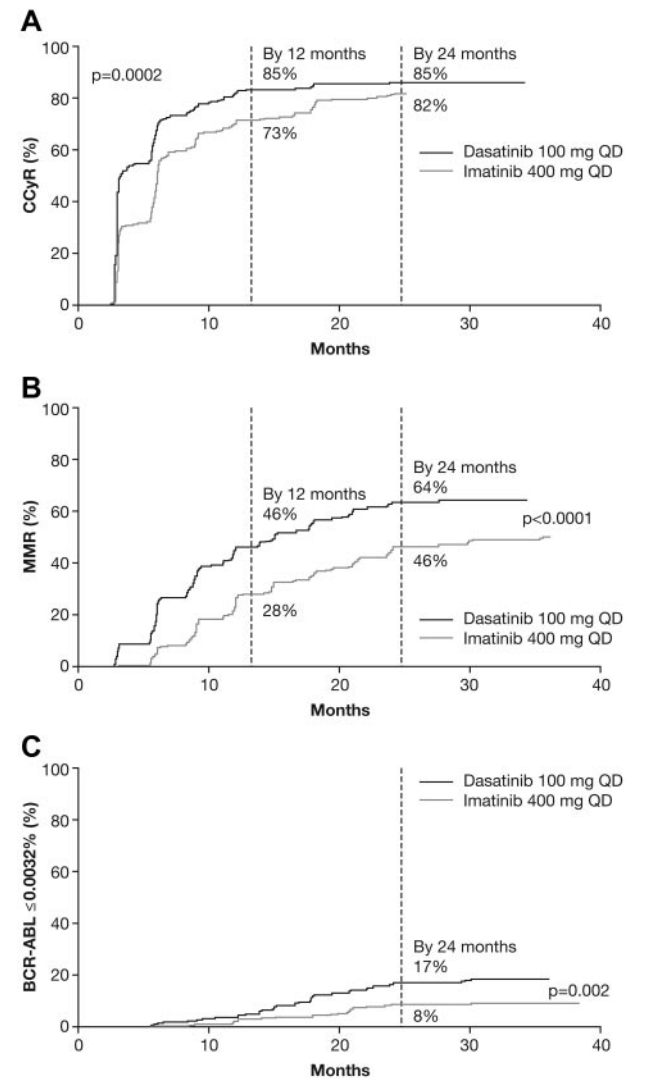 A
100
80
60
40
20
0
CCyR (%)
p=0.0002
By 12 months
85%
73%
By 24 months
85%
82%
Dasatinib 100 mg QD
Imatinib 400 mg QD
0 10 20 30 40
Months
B
100
80
60
40
20
0
MMR (%)
By 12 months
46%
28%
By 24 months
64%
p<0.0001
46%
Dasatinib 100 mg QD
Imatinib 400 mg QD
0 10 20 30 40
Months
C
100
80
60
40
20
0
BCR-ABL ≤0.0032% (%)
Dasatinib 100 mg QD
Imatinib 400 mg QD
By 24 months
17%
p=0.002
8%
0 10 20 30 40
Months